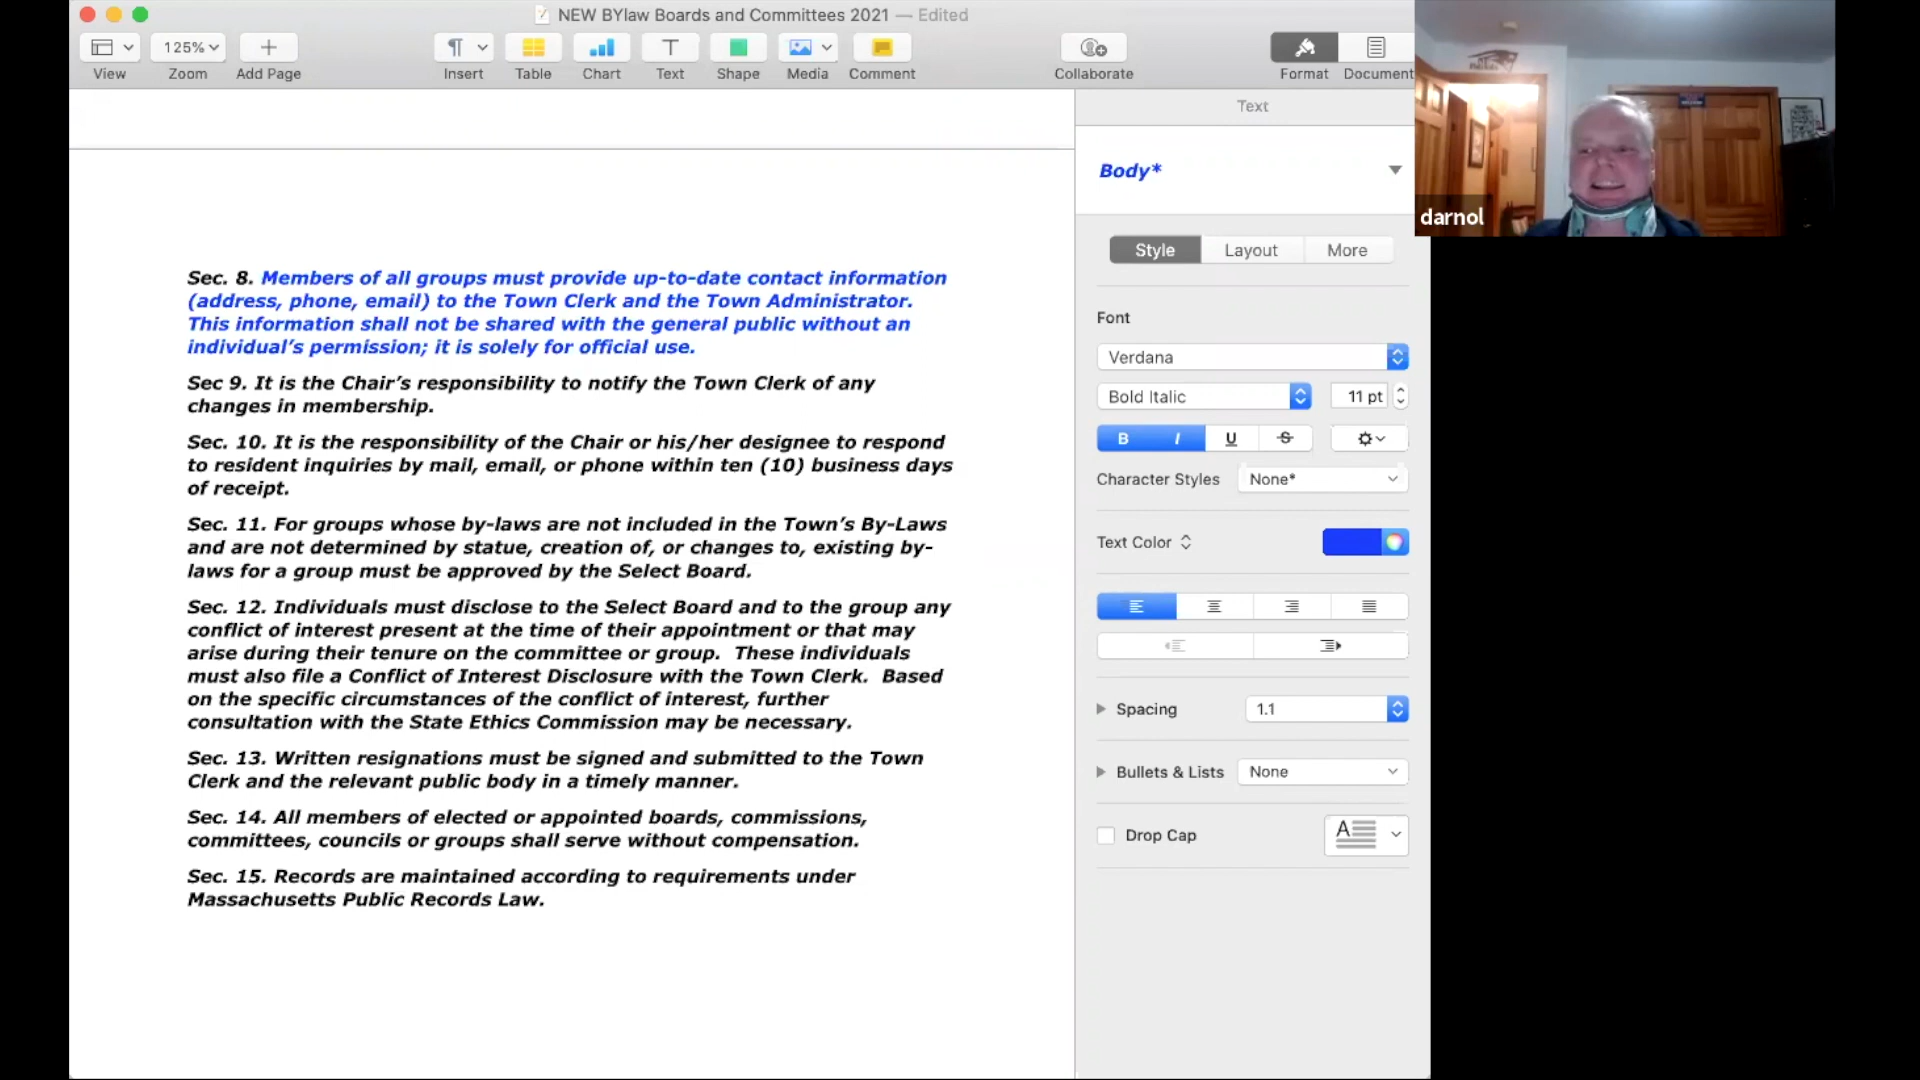 NEW BYlaw Boards and Committees 2021 — Edited
View
125%
Zoom
Add Page
Insert
Table
Chart
Text
Shape
Media
Comment
Collaborate
Format
Document
Text
Body*
Style
Layout
More
Font
Verdana
Bold Italic
11 pt
B I U S
Character Styles
None*
Text Color
Spacing
1.1
Bullets & Lists
None
Drop Cap
A
darnol
Sec. 8. Members of all groups must provide up-to-date contact information
(address, phone, email) to the Town Clerk and the Town Administrator.
This information shall not be shared with the general public without an
individual’s permission; it is solely for official use.
Sec 9. It is the Chair’s responsibility to notify the Town Clerk of any
changes in membership.
Sec. 10. It is the responsibility of the Chair or his/her designee to respond
to resident inquiries by mail, email, or phone within ten (10) business days
of receipt.
Sec. 11. For groups whose by-laws are not included in the Town’s By-Laws
and are not determined by statue, creation of, or changes to, existing by-
laws for a group must be approved by the Select Board.
Sec. 12. Individuals must disclose to the Select Board and to the group any
conflict of interest present at the time of their appointment or that may
arise during their tenure on the committee or group.  These individuals
must also file a Conflict of Interest Disclosure with the Town Clerk.  Based
on the specific circumstances of the conflict of interest, further
consultation with the State Ethics Commission may be necessary.
Sec. 13. Written resignations must be signed and submitted to the Town
Clerk and the relevant public body in a timely manner.
Sec. 14. All members of elected or appointed boards, commissions,
committees, councils or groups shall serve without compensation.
Sec. 15. Records are maintained according to requirements under
Massachusetts Public Records Law.